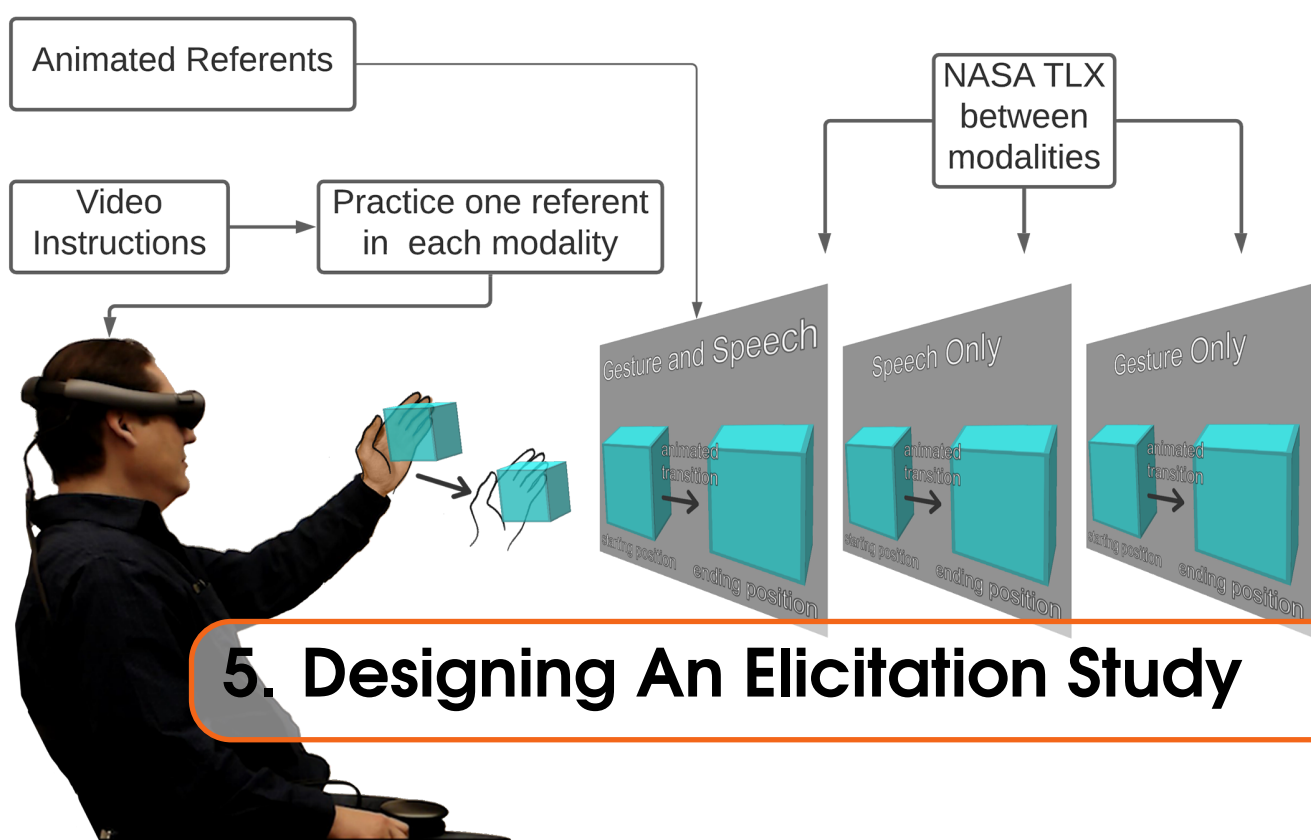 Animated Referents
NASA TLX
between
modalities
Video
Instructions
Practice one referent
in each modality
Gesture and Speech
animated
transition
starting position
ending position
Speech Only
animated
transition
starting position
ending position
Gesture Only
animated
transition
starting position
ending position
5. Designing An Elicitation Study